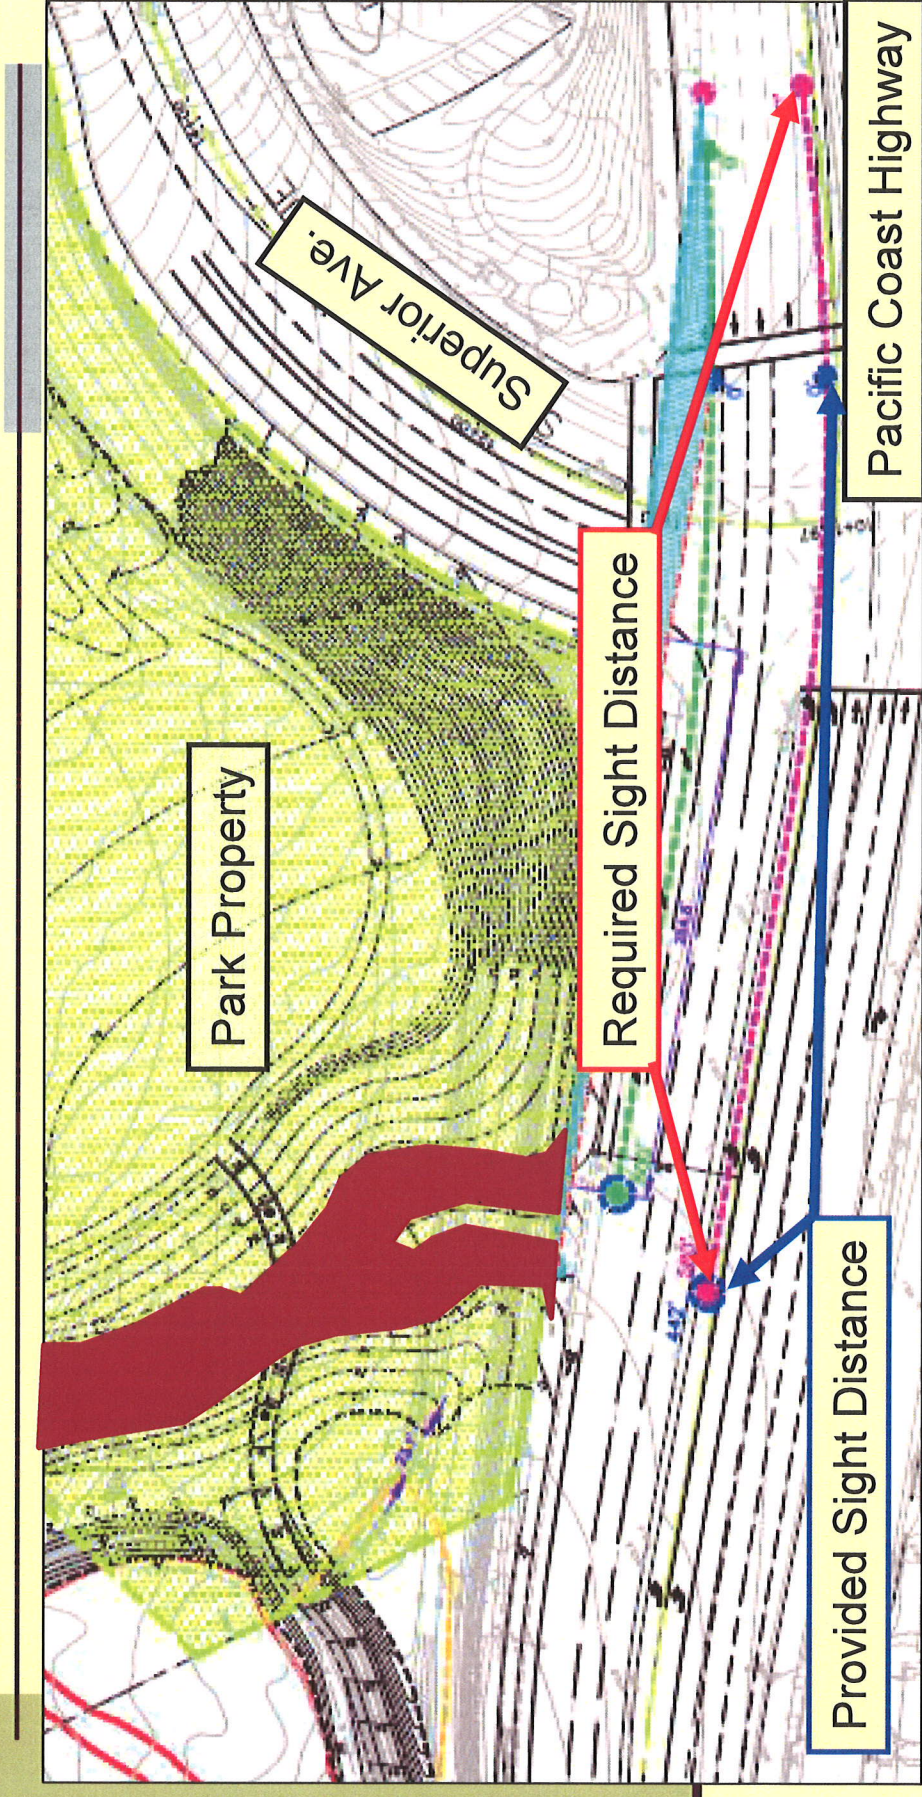 Superior Ave.
Park Property
Required Sight Distance
Pacific Coast Highway
Provided Sight Distance